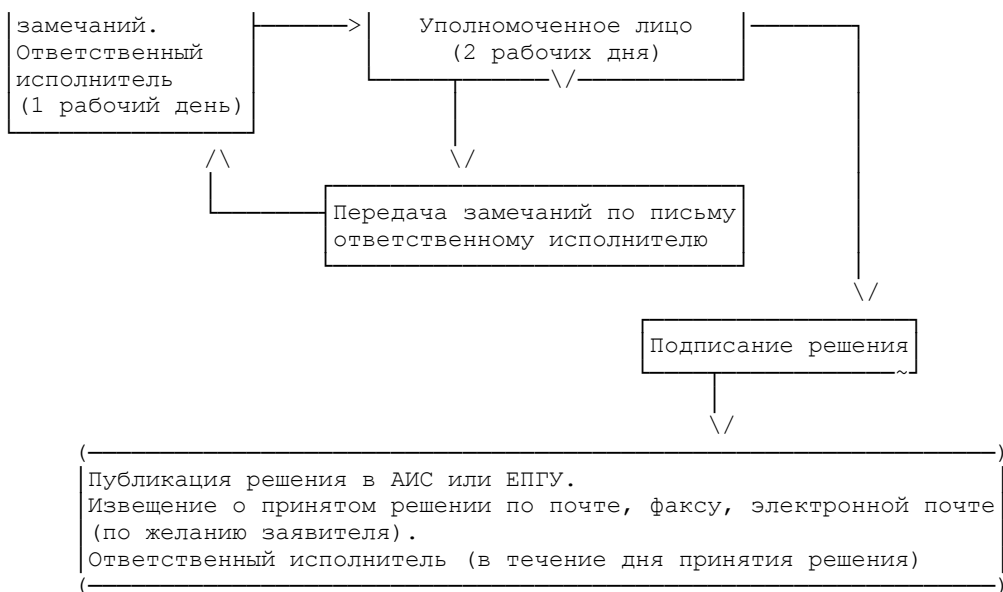 замечаний.
Ответственный
исполнитель
(1 рабочий день)
Уполномоченное лицо
(2 рабочих дня)
Передача замечаний по письму
ответственному исполнителю
Подписание решения
Публикация решения в АИС или ЕПГУ.
Извещение о принятом решении по почте, факсу, электронной почте
(по желанию заявителя).
Ответственный исполнитель (в течение дня принятия решения)